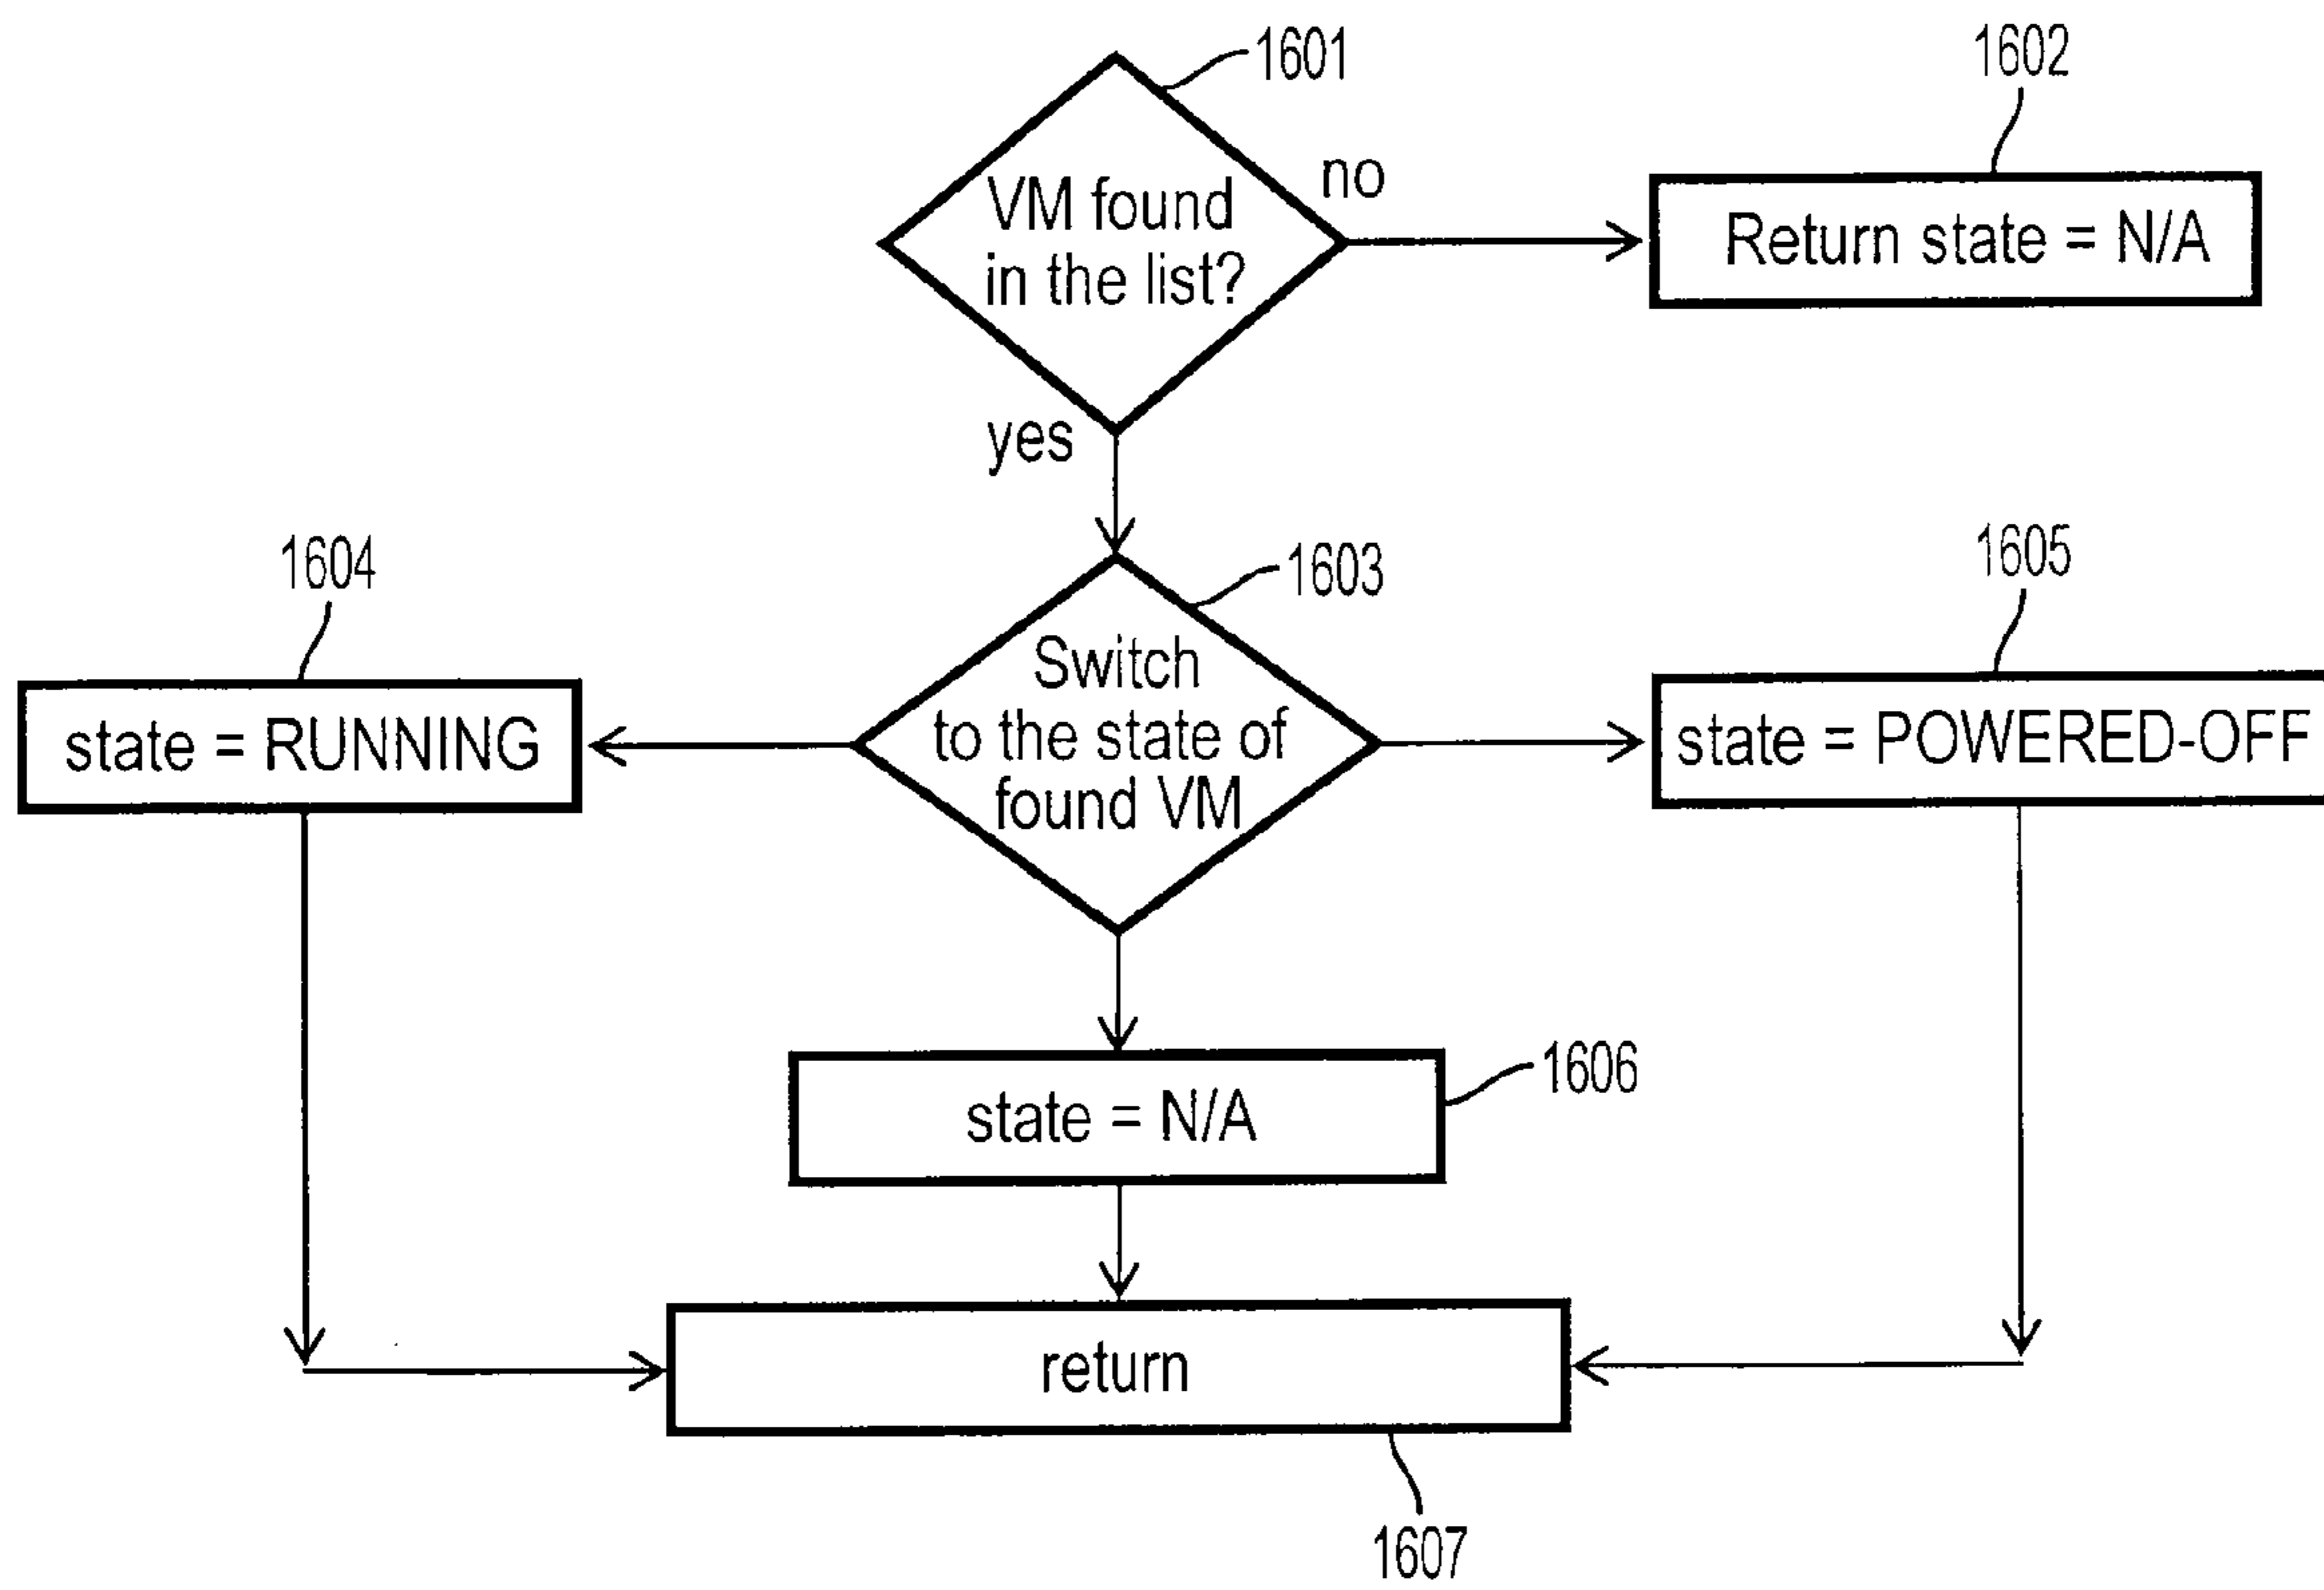 1601
1602
VM found
in the list?
no
Return state = N/A
yes
1604
1603
1605
state = RUNNING
Switch
to the state of
found VM
state = POWERED-OFF
1606
state = N/A
return
1607